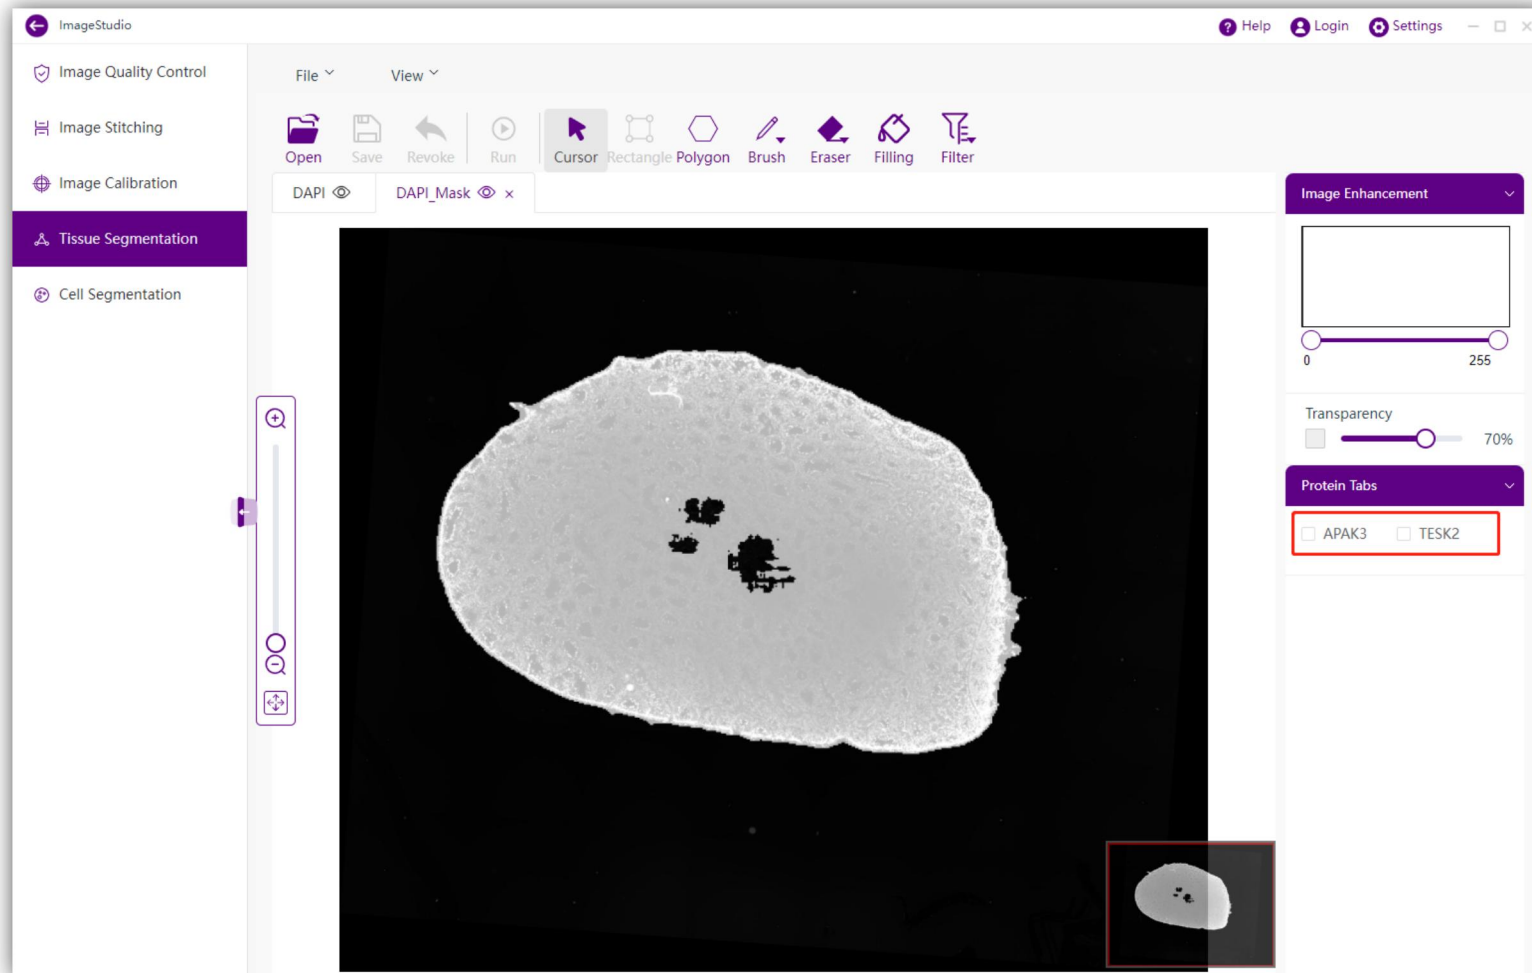 ImageStudio
Help Login Settings
Image Quality Control
Image Stitching
Image Calibration
Tissue Segmentation
Cell Segmentation
File View
Open Save Revoke Run Cursor Rectangle Polygon Brush Eraser Filling Filter
DAPI DAPI_Mask ×
Image Enhancement
0 255
Transparency
70%
Protein Tabs
APAK3 TESK2